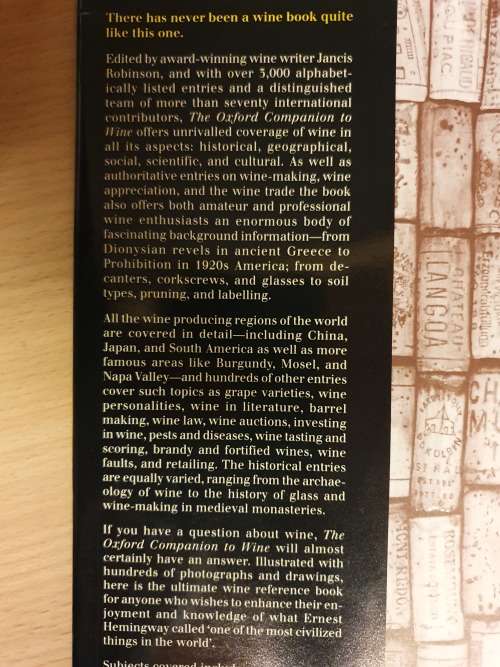 There has never been a wine book quite
like this one.
Edited by award-winning wine writer Jancis
Robinson, and with over 3,000 alphabet-
ically listed entries and a distinguished
team of more than seventy international
contributors, The Oxford Companion to
Wine offers unrivalled coverage of wine in
all its aspects: historical, geographical,
social, scientific, and cultural. As well as
authoritative entries on wine-making, wine
appreciation, and the wine trade the book
also offers both amateur and professional
wine enthusiasts an enormous body of
fascinating background information—from
Dionysian revels in ancient Greece to
Prohibition in 1920s America; from de-
canters, corkscrews, and glasses to soil
types, pruning, and labelling.
All the wine producing regions of the world
are covered in detail—including China,
Japan, and South America as well as more
famous areas like Burgundy, Mosel, and
Napa Valley—and hundreds of other entries
cover such topics as grape varieties, wine
personalities, wine in literature, barrel
making, wine law, wine auctions, investing
in wine, pests and diseases, wine tasting and
scoring, brandy and fortified wines, wine
faults, and retailing. The historical entries
are equally varied, ranging from the archae-
ology of wine to the history of glass and
wine-making in medieval monasteries.
If you have a question about wine, The
Oxford Companion to Wine will almost
certainly have an answer. Illustrated with
hundreds of photographs and drawings,
here is the ultimate wine reference book
for anyone who wishes to enhance their en-
joyment and knowledge of what Ernest
Hemingway called 'one of the most civilized
things in the world'.
Subjects covered
CHATEAU
LANGOA